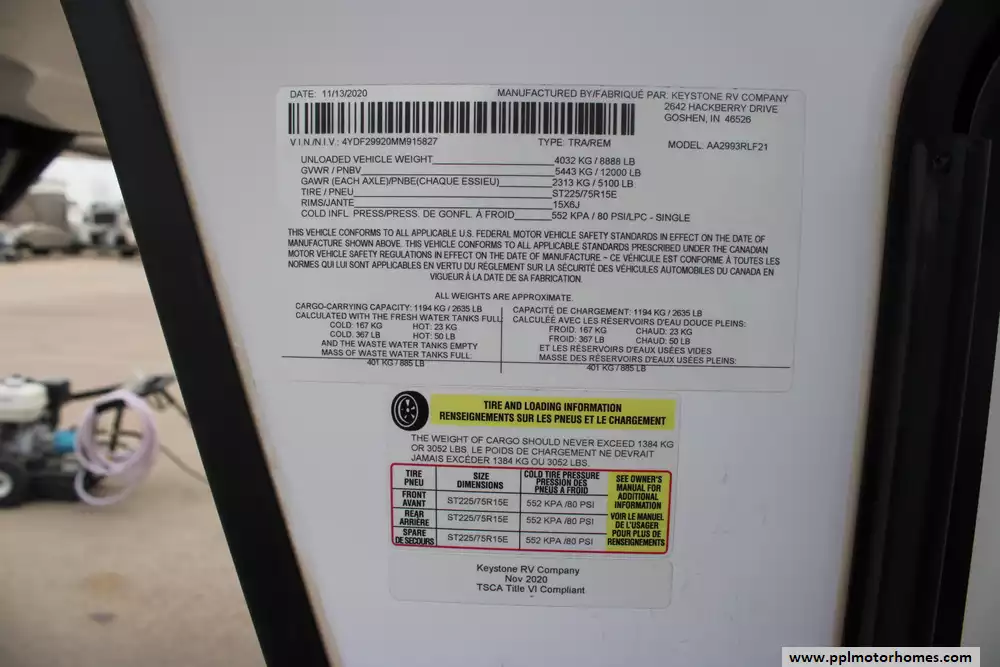 DATE: 11/13/2020 MANUFACTURED BY/FABRIQUÉ PAR. KEYSTONE RV COMPANY
2642 HACKBERRY DRIVE
GOSHEN, IN 46526
V.I.N/N.I.V.: 4YDF29920MM915827 TYPE: TRA/REM MODEL: AA2993RLF21
UNLOADED VEHICLE WEIGHT 4032 KG / 8888 LB
GVWR / PNBV 5443 KG / 12000 LB
GAWR (EACH AXLE)/PNBE(CHAQUE ESSIEU) 2313 KG / 5100 LB
TIRE / PNEU ST225/75R15E
RIMS/JANTE 15X6J
COLD INFL. PRESS/PRESS. DE GONFL. À FROID 552 KPA / 80 PSI/LPC - SINGLE
THIS VEHICLE CONFORMS TO ALL APPLICABLE U.S. FEDERAL MOTOR VEHICLE SAFETY STANDARDS IN EFFECT ON THE DATE OF
MANUFACTURE SHOWN ABOVE. THIS VEHICLE CONFORMS TO ALL APPLICABLE STANDARDS PRESCRIBED UNDER THE CANADIAN
MOTOR VEHICLE SAFETY REGULATIONS IN EFFECT ON THE DATE OF MANUFACTURE ~ CE VÉHICULE EST CONFORME À TOUTES LES
NORMES QUI LUI SONT APPLICABLES EN VERTU DU RÈGLEMENT SUR LA SÉCURITÉ DES VÉHICULES AUTOMOBILES DU CANADA EN
VIGUEUR À LA DATE DE SA FABRICATION.
ALL WEIGHTS ARE APPROXIMATE.
CARGO-CARRYING CAPACITY: 1194 KG / 2635 LB
CALCULATED WITH THE FRESH WATER TANKS FULL
COLD: 167 KG HOT: 23 KG
COLD: 367 LB HOT: 50 LB
AND THE WASTE WATER TANKS EMPTY
MASS OF WASTE WATER TANKS FULL:
401 KG / 885 LB
CAPACITÉ DE CHARGEMENT: 1194 KG / 2635 LB
CALCULÉE AVEC LES RÉSERVOIRS D'EAU DOUCE PLEINS:
FROID: 167 KG CHAUD: 23 KG
FROID: 367 LB CHAUD: 50 LB
ET LES RÉSERVOIRS D'EAUX USÉES VIDES
MASSE DES RÉSERVOIRS D'EAUX USÉES PLEINS:
401 KG / 885 LB
TIRE AND LOADING INFORMATION
RENSEIGNEMENTS SUR LES PNEUS ET LE CHARGEMENT
THE WEIGHT OF CARGO SHOULD NEVER EXCEED 1384 KG
OR 3052 LBS. LE POIDS DE CHARGEMENT NE DEVRAIT
JAMAIS EXCÉDER 1384 KG OU 3052 LBS.
TIRE
PNEU
SIZE
DIMENSIONS
COLD TIRE PRESSURE
PRESSION DES
PNEUS A FROID
FRONT
AVANT
ST225/75R15E 552 KPA /80 PSI
REAR
ARRIÈRE
ST225/75R15E 552 KPA /80 PSI
SPARE
DE SECOURS
ST225/75R15E 552 KPA /80 PSI
SEE OWNER'S
MANUAL FOR
ADDITIONAL
INFORMATION
VOIR LE MANUEL
DE L'USAGER
POUR PLUS DE
RENSEIGNEMENTS
Keystone RV Company
Nov 2020
TSCA Title VI Compliant
www.pplmotorhomes.com